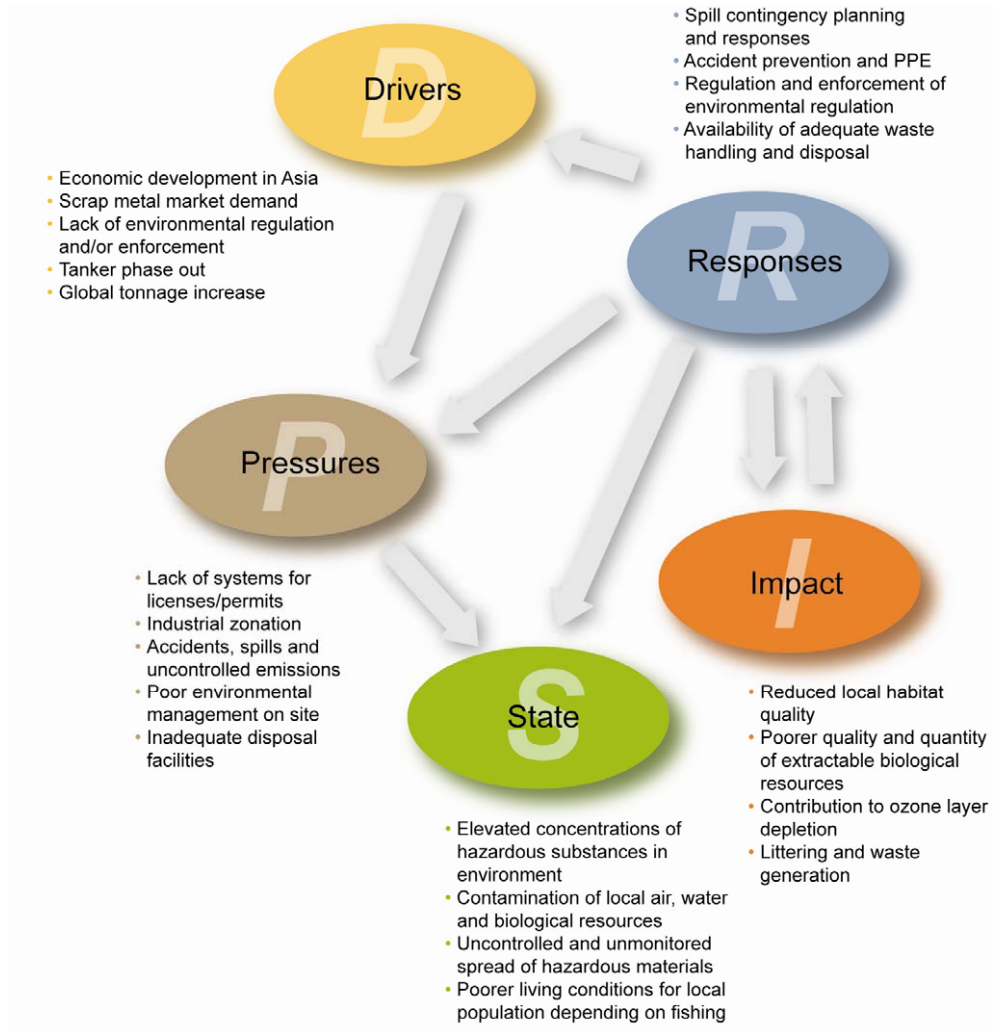 D
Drivers
• Economic development in Asia
• Scrap metal market demand
• Lack of environmental regulation
and/or enforcement
• Tanker phase out
• Global tonnage increase
• Spill contingency planning
and responses
• Accident prevention and PPE
• Regulation and enforcement of
environmental regulation
• Availability of adequate waste
handling and disposal
R
Responses
P
Pressures
• Lack of systems for
licenses/permits
• Industrial zonation
• Accidents, spills and
uncontrolled emissions
• Poor environmental
management on site
• Inadequate disposal
facilities
S
State
• Elevated concentrations of
hazardous substances in
environment
• Contamination of local air, water
and biological resources
• Uncontrolled and unmonitored
spread of hazardous materials
• Poorer living conditions for local
population depending on fishing
I
Impact
• Reduced local habitat
quality
• Poorer quality and quantity
of extractable biological
resources
• Contribution to ozone layer
depletion
• Littering and waste
generation